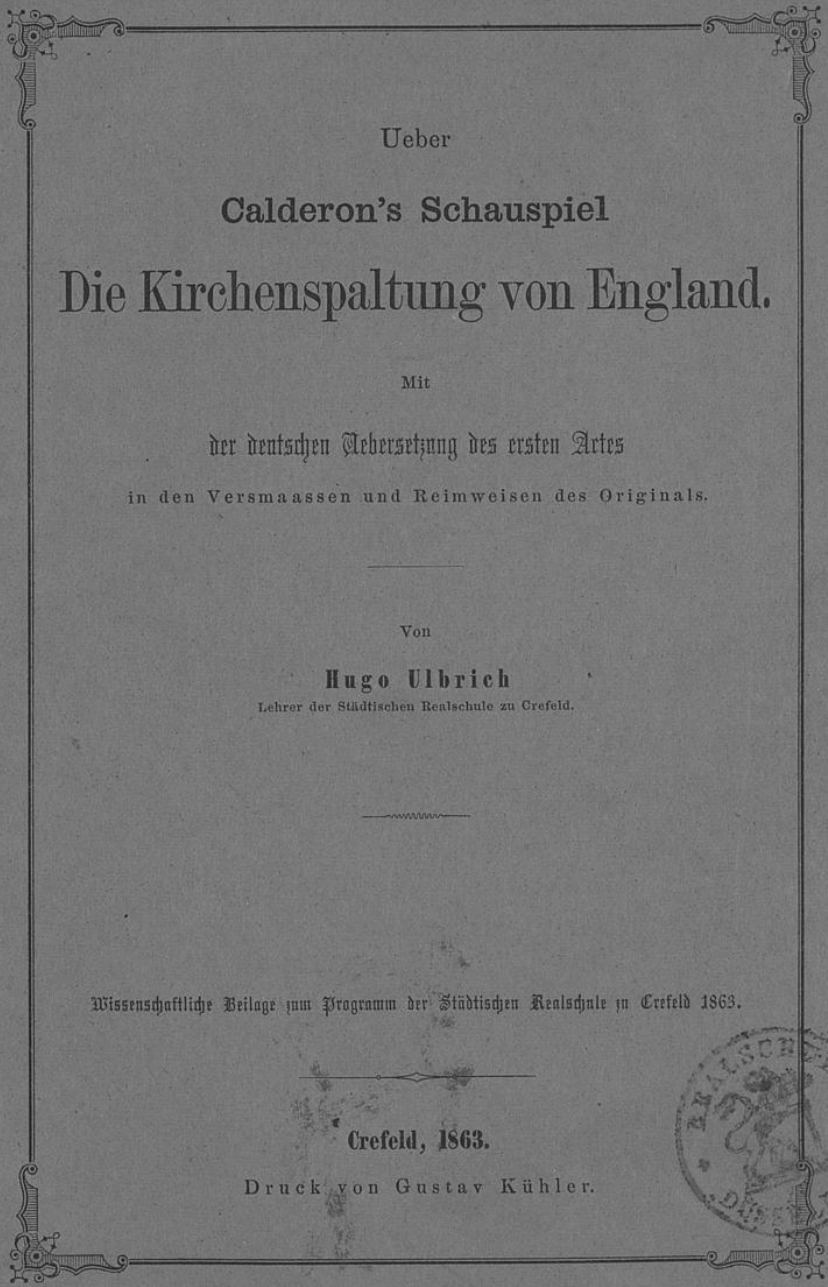 Ueber
Calderon's Schauspiel
Die Kirchenspaltung von England.
Mit
der deutschen Uebersetzung des ersten Actes
in den Versmaassen und Reimweisen des Originals.
Von
Hugo Ulbrich
Lehrer der Städtischen Realschule zu Crefeld.
Wissenschaftliche Beilage zum Programm der Städtischen Realschule zu Crefeld 1863.
Crefeld, 1863.
Druck von Gustav Kühler.